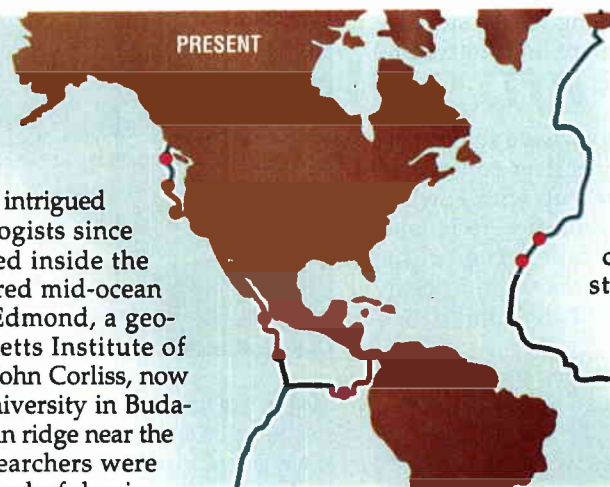 PRESENT
intrigued
ogists since
ed inside the
red mid-ocean
Edmond, a geo-
etts Institute of
ohn Corliss, now
iversity in Buda-
n ridge near the
earchers were
st